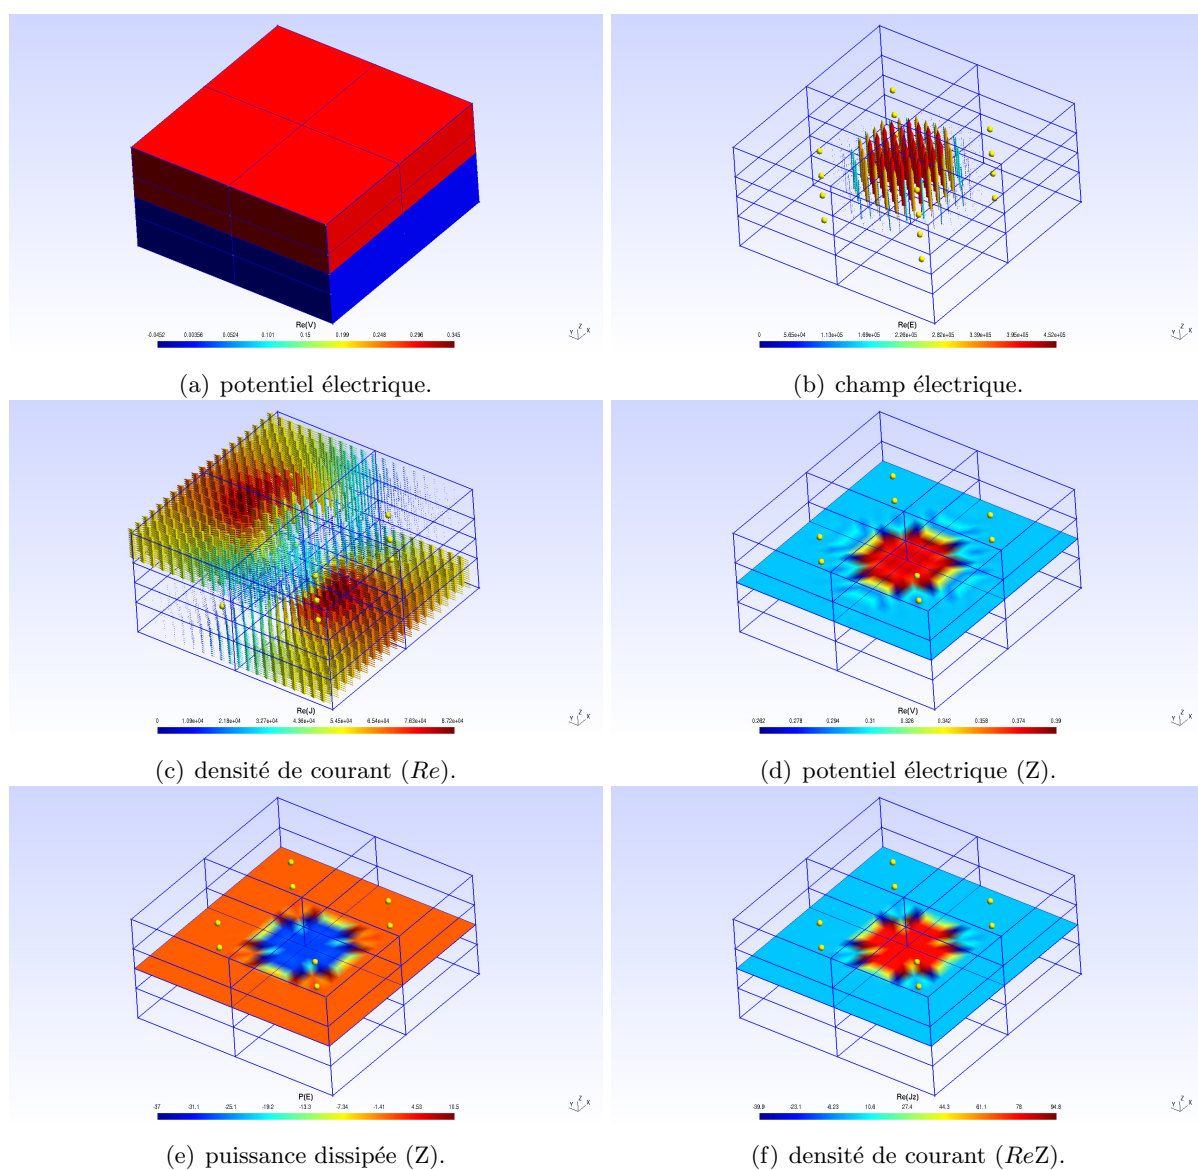 Re(V)
-0.0452 0.00356 0.0524 0.101 0.15 0.199 0.248 0.296 0.345
Z
Y X
Re(E)
0 5.65e+04 1.13e+05 1.69e+05 2.26e+05 2.82e+05 3.39e+05 3.95e+05 4.52e+05
Z
Y X
(a) potentiel électrique.
(b) champ électrique.
Re(J)
0 1.09e+04 2.18e+04 3.27e+04 4.36e+04 5.45e+04 6.54e+04 7.63e+04 8.72e+04
Z
Y X
Re(V)
0.262 0.278 0.294 0.31 0.326 0.342 0.358 0.374 0.39
Z
Y X
(c) densité de courant (Re).
(d) potentiel électrique (Z).
P(E)
-37 -31.1 -25.1 -19.2 -13.3 -7.34 -1.41 4.53 10.5
Z
Y X
Re(Jz)
-39.9 -23.1 -6.23 10.6 27.4 44.3 61.1 78 94.8
Z
Y X
(e) puissance dissipée (Z).
(f) densité de courant (ReZ).